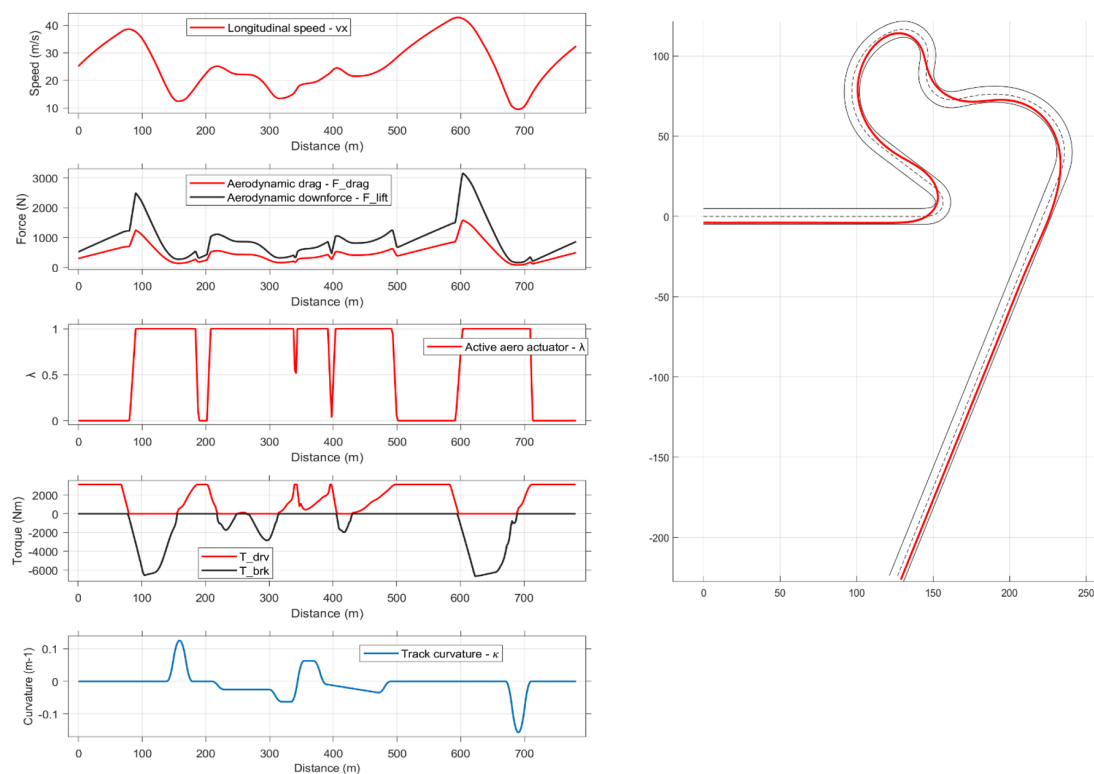 Speed (m/s)
40
30
20
10
Longitudinal speed - vx
0 100 200 300 400 500 600 700
Distance (m)
Force (N)
3000
2000
1000
0
Aerodynamic drag - F_drag
Aerodynamic downforce - F_lift
0 100 200 300 400 500 600 700
Distance (m)
λ
1
0.5
0
Active aero actuator - λ
0 100 200 300 400 500 600 700
Distance (m)
Torque (Nm)
2000
0
-2000
-4000
-6000
T_drv
T_brk
0 100 200 300 400 500 600 700
Distance (m)
Curvature (m-1)
0.1
0
-0.1
Track curvature - κ
0 100 200 300 400 500 600 700
Distance (m)
100
50
0
-50
-100
-150
-200
0 50 100 150 200 250